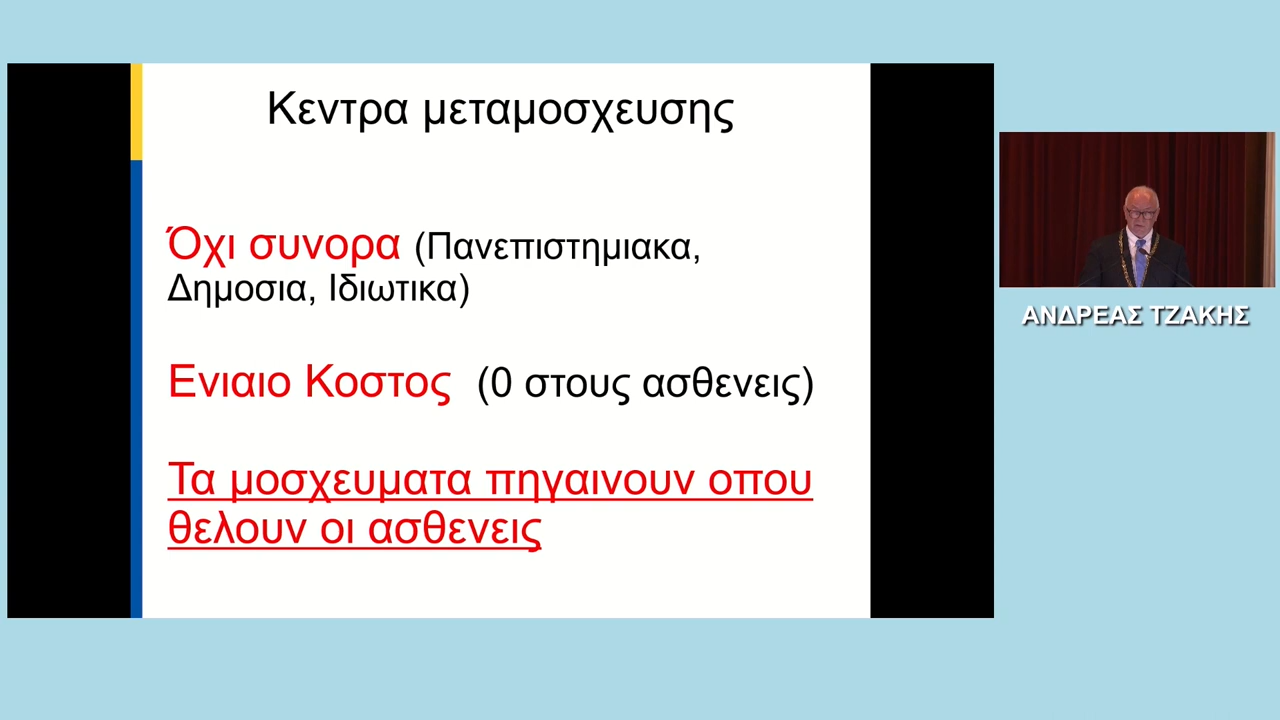 Κεντρα μεταμοσχευσης
Όχι συνορα (Πανεπιστημιακα,
Δημοσια, Ιδιωτικα)
Ενιαιο Κοστος (0 στους ασθενεις)
Τα μοσχευματα πηγαινουν οπου
θελουν οι ασθενεις
ΑΝΔΡΕΑΣ ΤΖΑΚΗΣ